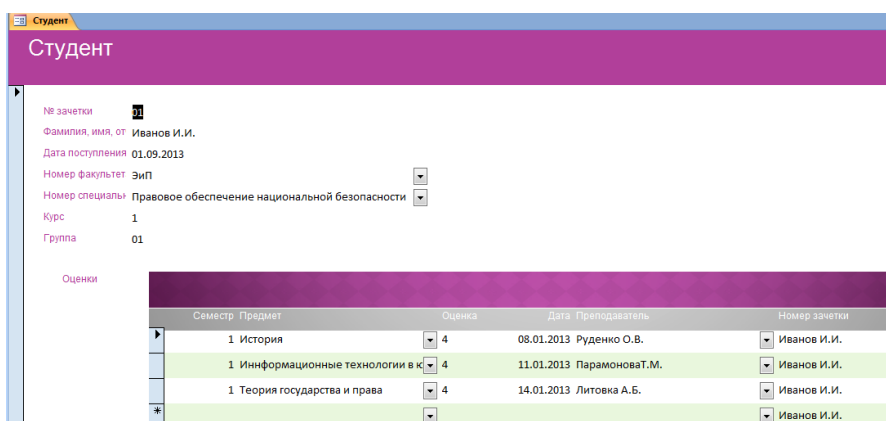 Студент
Студент
№ зачетки 01
Фамилия, имя, от Иванов И.И.
Дата поступления 01.09.2013
Номер факультет ЭиП
Номер специальн Правовое обеспечение национальной безопасности
Курс 1
Группа 01
Оценки
Семестр Предмет Оценка Дата Преподаватель Номер зачетки
1 История 4 08.01.2013 Руденко О.В. Иванов И.И.
1 Иннформационные технологии в ю 4 11.01.2013 ПарамоноваТ.М. Иванов И.И.
1 Теория государства и права 4 14.01.2013 Литовка А.Б. Иванов И.И.
Иванов И.И.